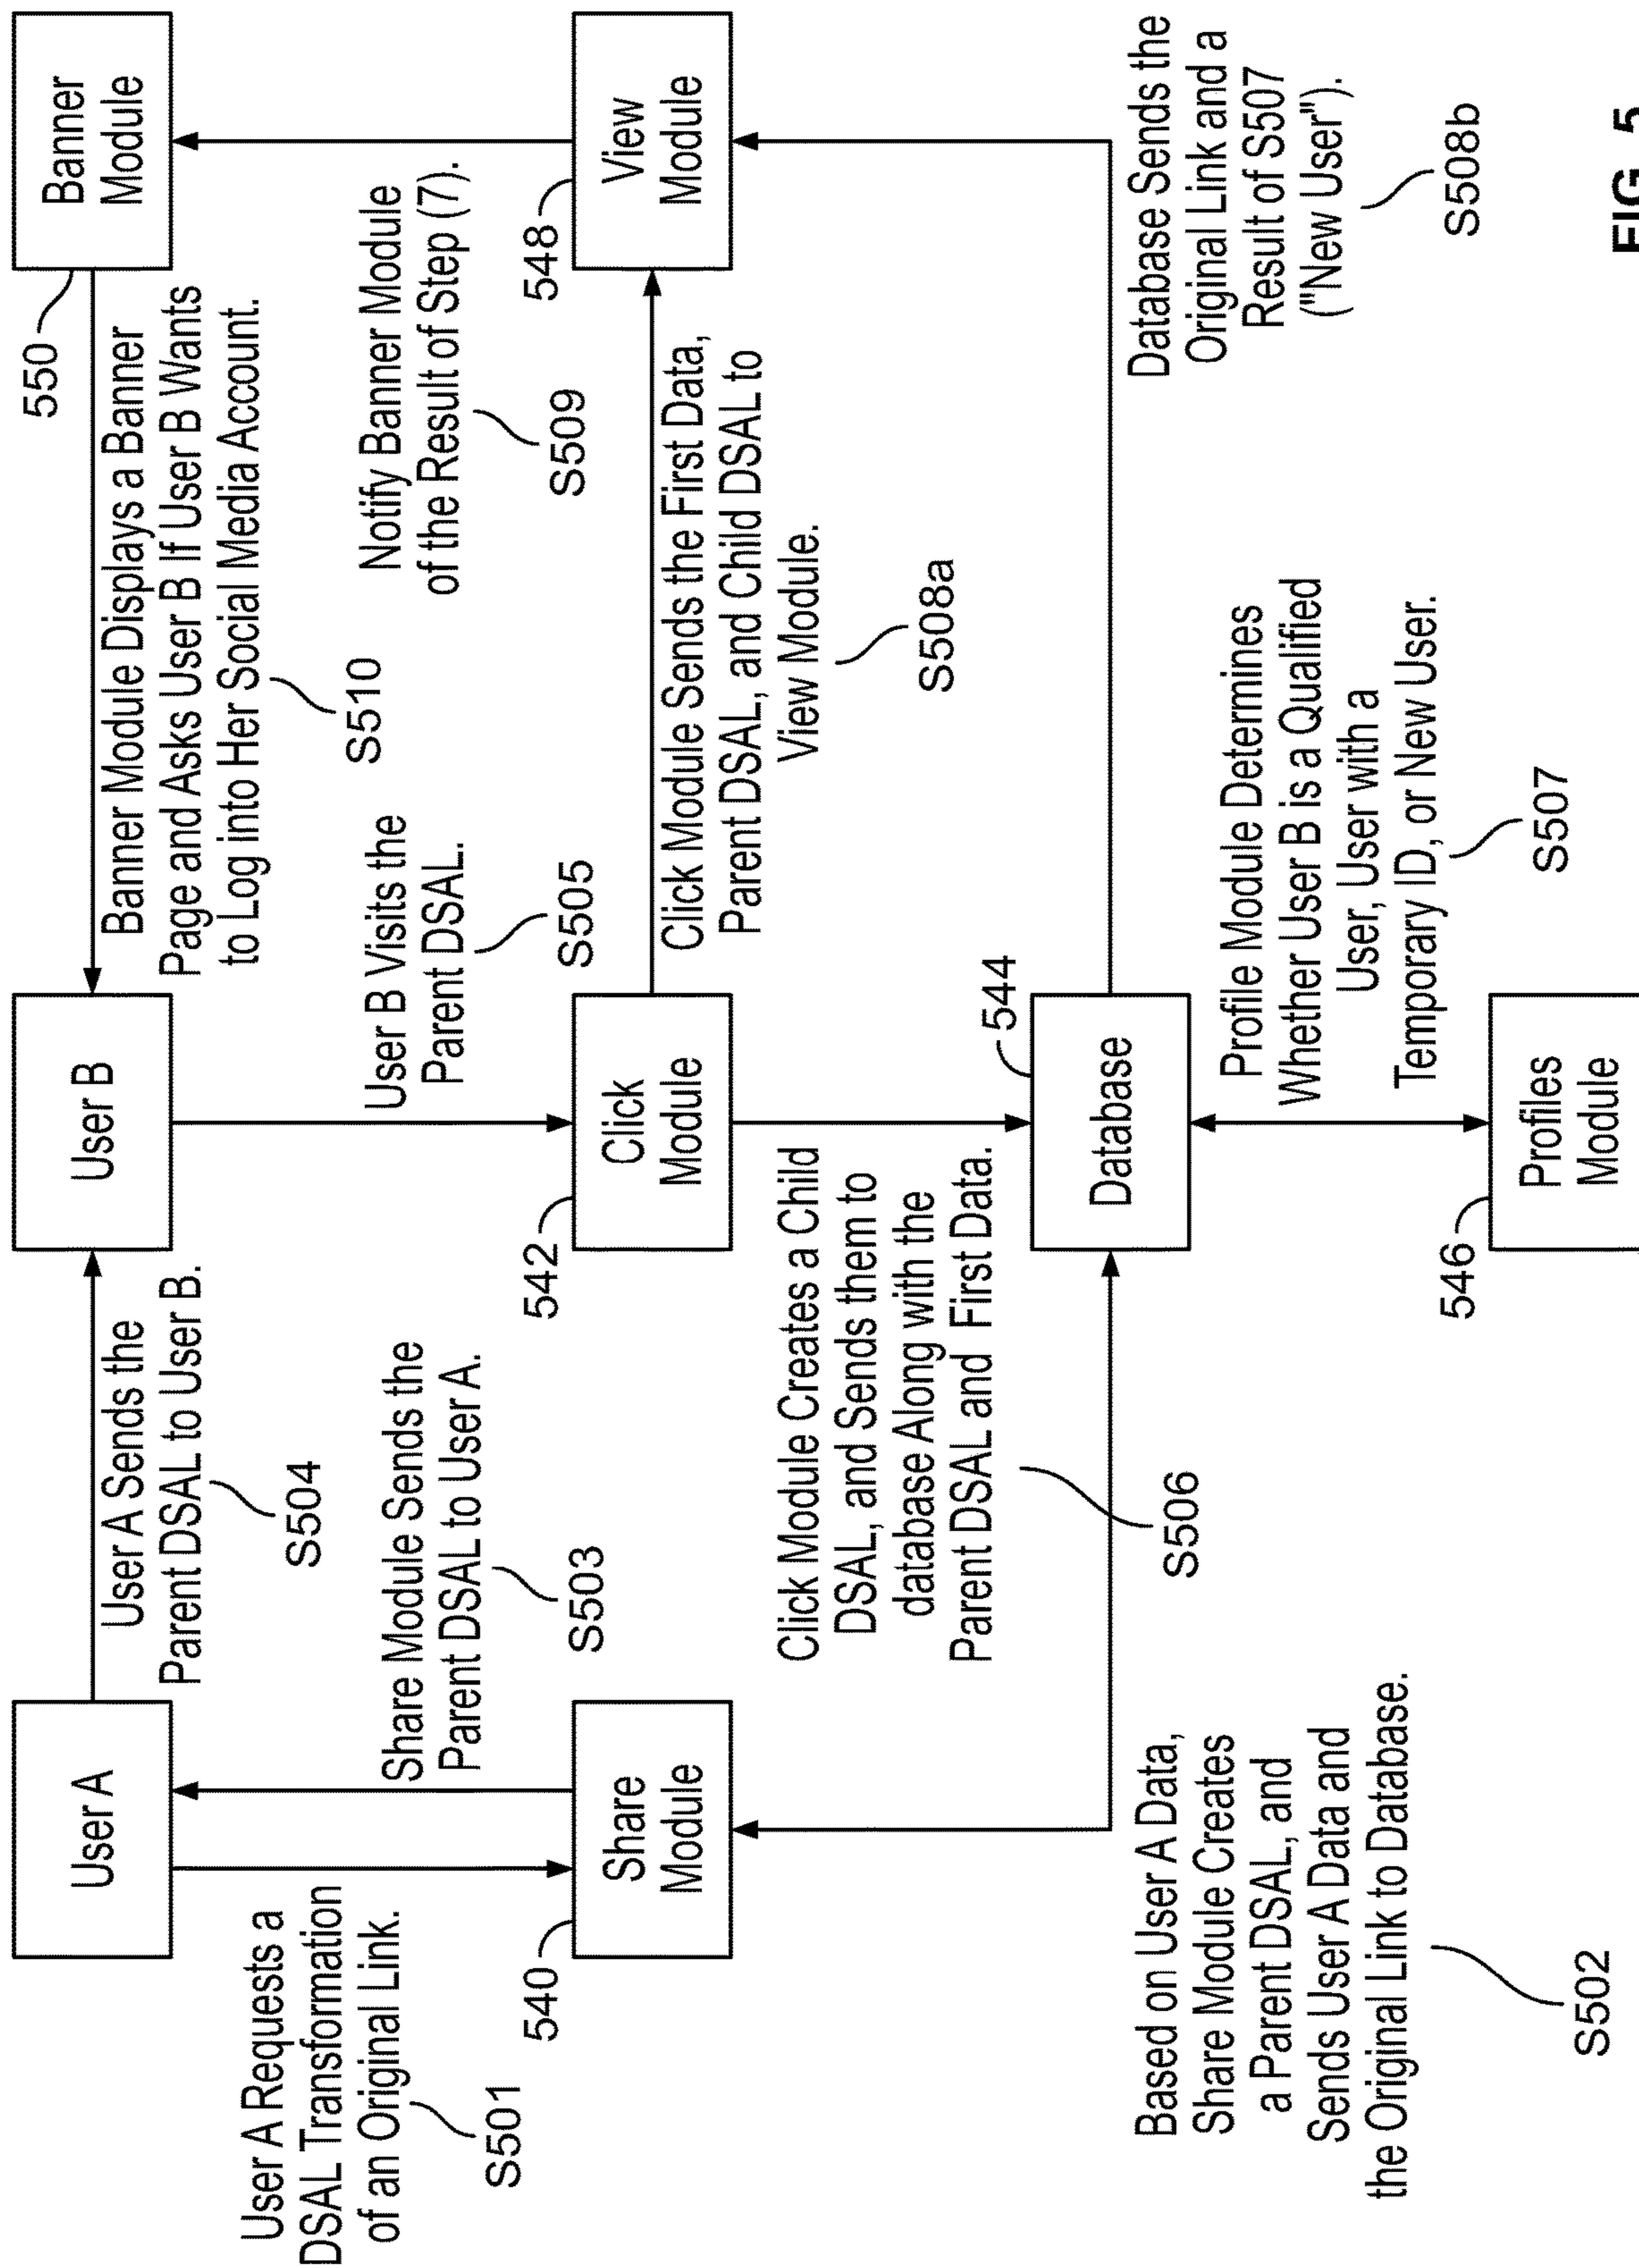 User A
User B
Banner
Module
550
User A Sends the
Parent DSAL to User B.
S504
Banner Module Displays a Banner
Page and Asks User B If User B Wants
to Log into Her Social Media Account.
S510
User A Requests a
DSAL Transformation
of an Original Link.
S501
Share Module Sends the
Parent DSAL to User A.
S503
User B Visits the
Parent DSAL.
S505
Notify Banner Module
of the Result of Step (7).
S509
540
Share
Module
542
Click
Module
548
View
Module
Click Module Sends the First Data,
Parent DSAL, and Child DSAL to
View Module.
S508a
Click Module Creates a Child
DSAL, and Sends them to
database Along with the
Parent DSAL and First Data.
S506
544
Database
Based on User A Data,
Share Module Creates
a Parent DSAL, and
Sends User A Data and
the Original Link to Database.
S502
Profile Module Determines
Whether User B is a Qualified
User, User with a
Temporary ID, or New User.
S507
Database Sends the
Original Link and a
Result of S507
("New User").
S508b
546
Profiles
Module
FIG. 5